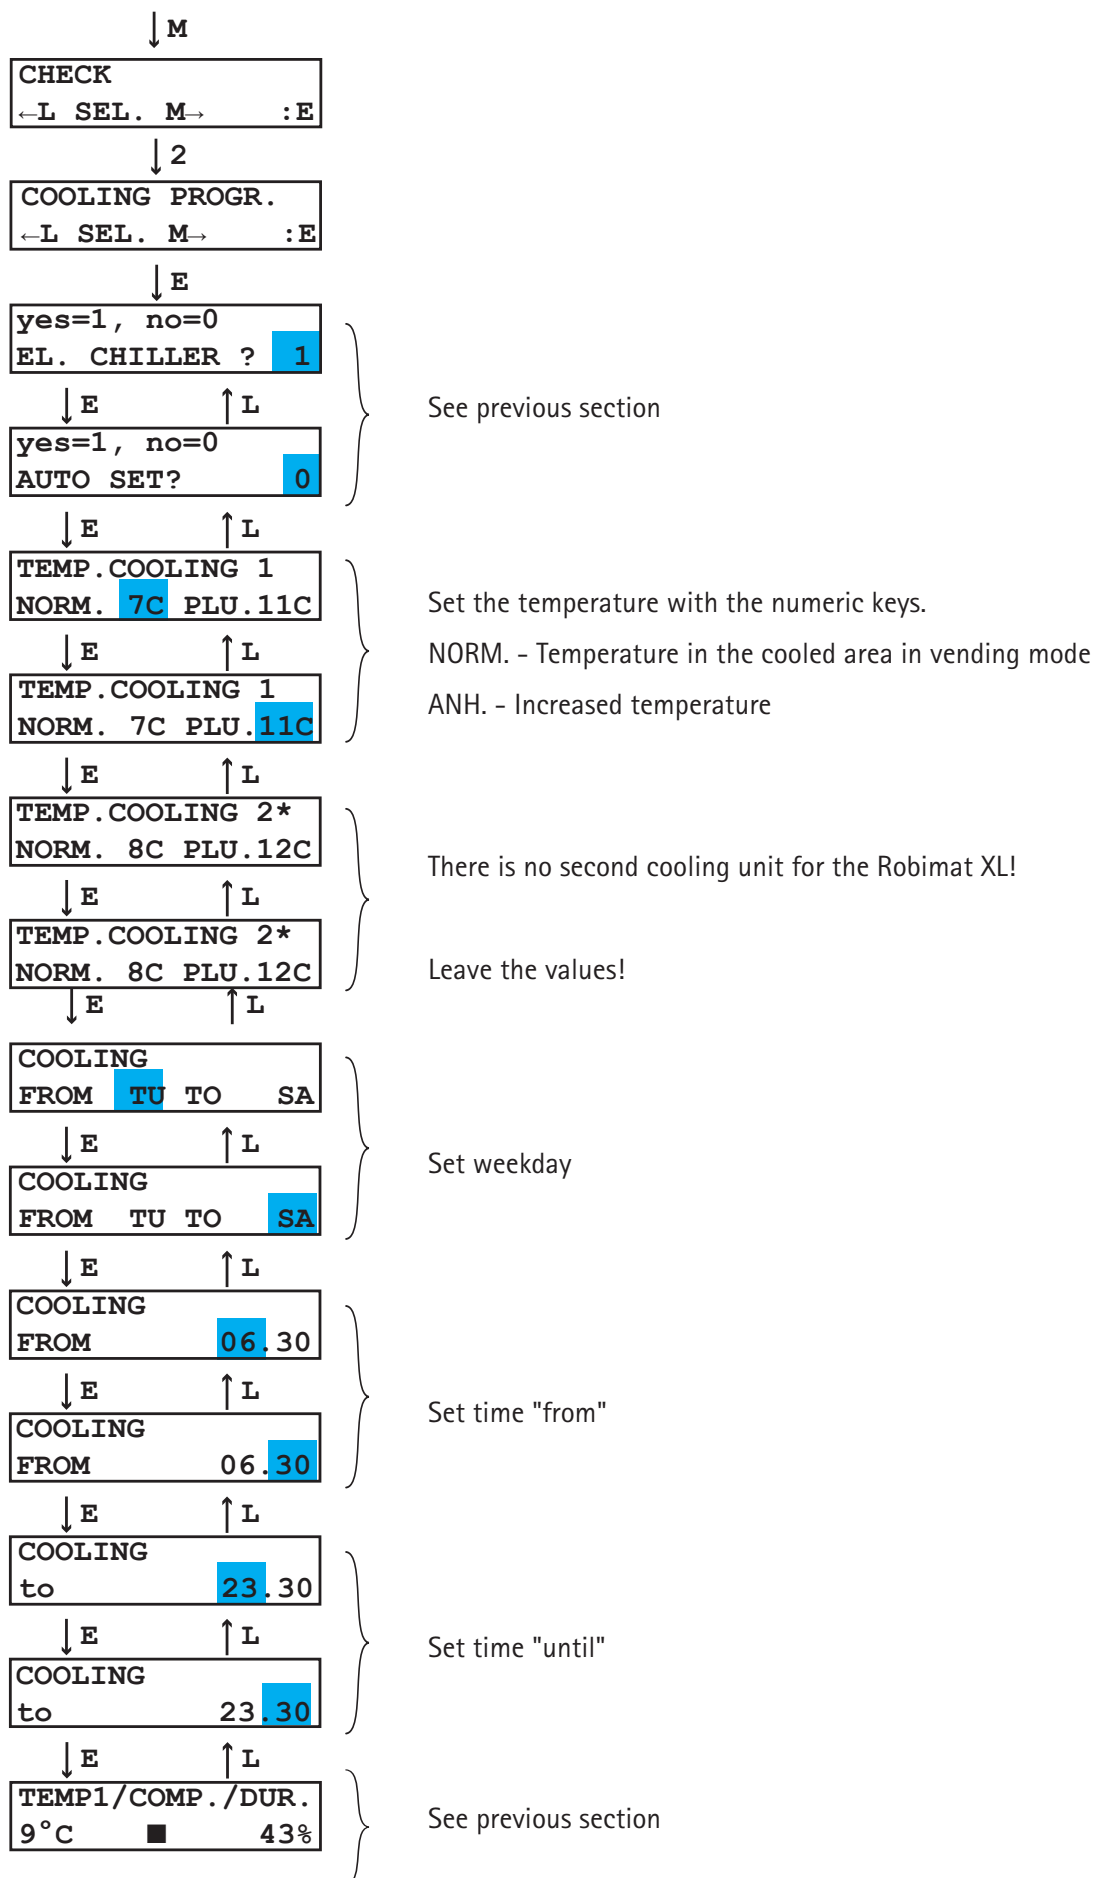 ↓M
CHECK
←L SEL. M→ :E
↓2
COOLING PROGR.
←L SEL. M→ :E
↓E
yes=1, no=0
EL. CHILLER ? 1
↓E ↑L
See previous section
yes=1, no=0
AUTO SET? 0
↓E ↑L
TEMP.COOLING 1
NORM. 7C PLU.11C
Set the temperature with the numeric keys.
↓E ↑L
NORM. - Temperature in the cooled area in vending mode
TEMP.COOLING 1
NORM. 7C PLU.11C
ANH. - Increased temperature
↓E ↑L
TEMP.COOLING 2*
NORM. 8C PLU.12C
There is no second cooling unit for the Robimat XL!
↓E ↑L
TEMP.COOLING 2*
NORM. 8C PLU.12C
Leave the values!
↓E ↑L
COOLING
FROM TU TO SA
↓E ↑L
Set weekday
COOLING
FROM TU TO SA
↓E ↑L
COOLING
FROM 06.30
↓E ↑L
Set time "from"
COOLING
FROM 06.30
↓E ↑L
COOLING
to 23.30
↓E ↑L
Set time "until"
COOLING
to 23.30
↓E ↑L
TEMP1/COMP./DUR.
9°C ■ 43%
See previous section